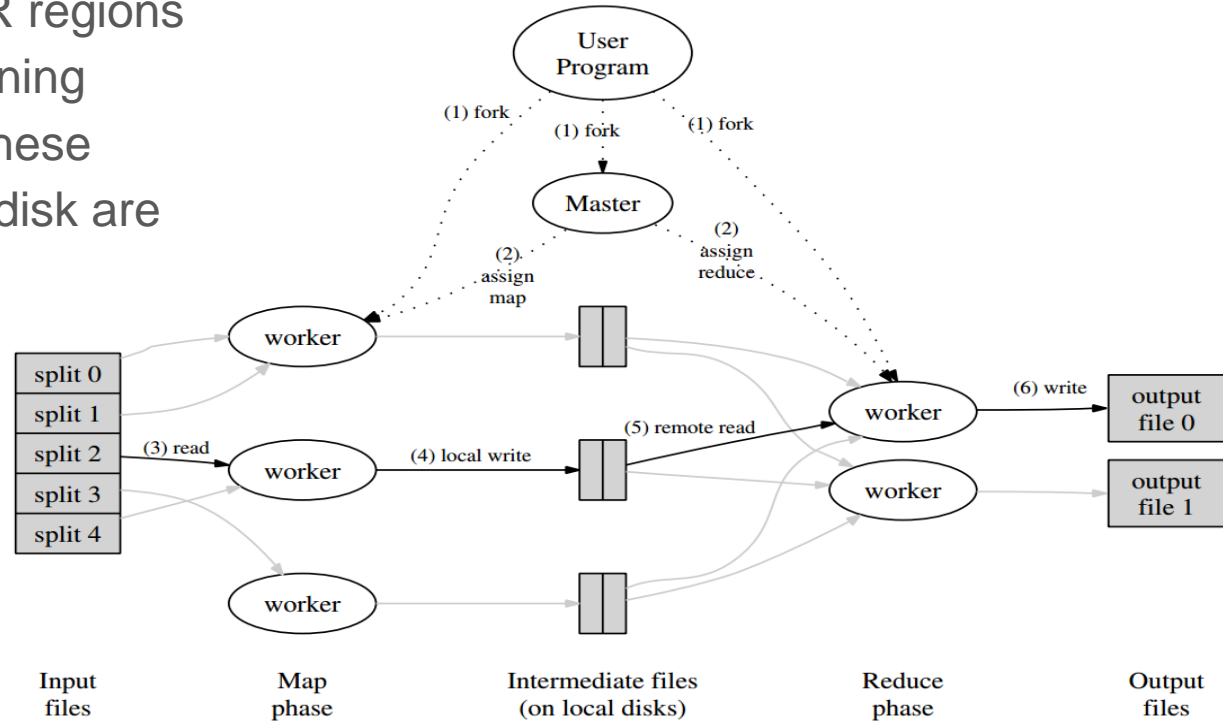 R regions
ning
nese
disk are
User
Program
(1) fork
(1) fork
(1) fork
Master
(2)
assign
map
(2)
assign
reduce
worker
split 0
split 1
split 2
split 3
split 4
(3) read
worker
(4) local write
(5) remote read
worker
(6) write
output
file 0
worker
output
file 1
worker
Input
files
Map
phase
Intermediate files
(on local disks)
Reduce
phase
Output
files